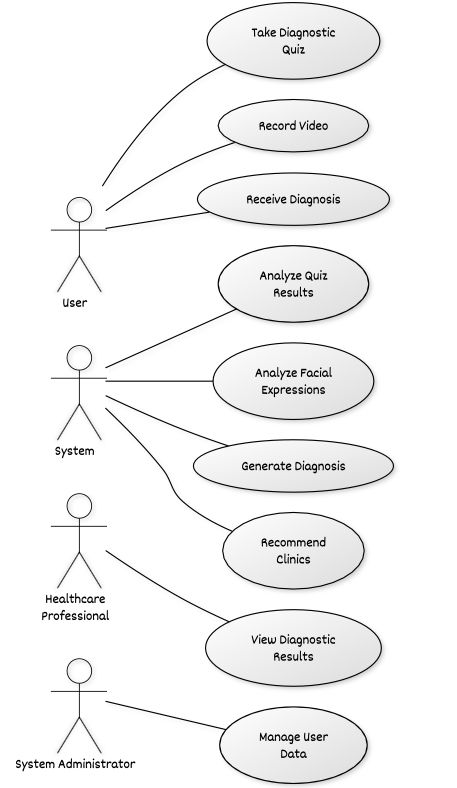 Take Diagnostic
Quiz
Record Video
Receive Diagnosis
User
Analyze Quiz
Results
Analyze Facial
Expressions
System
Generate Diagnosis
Recommend
Clinics
Healthcare
Professional
View Diagnostic
Results
System Administrator
Manage User
Data